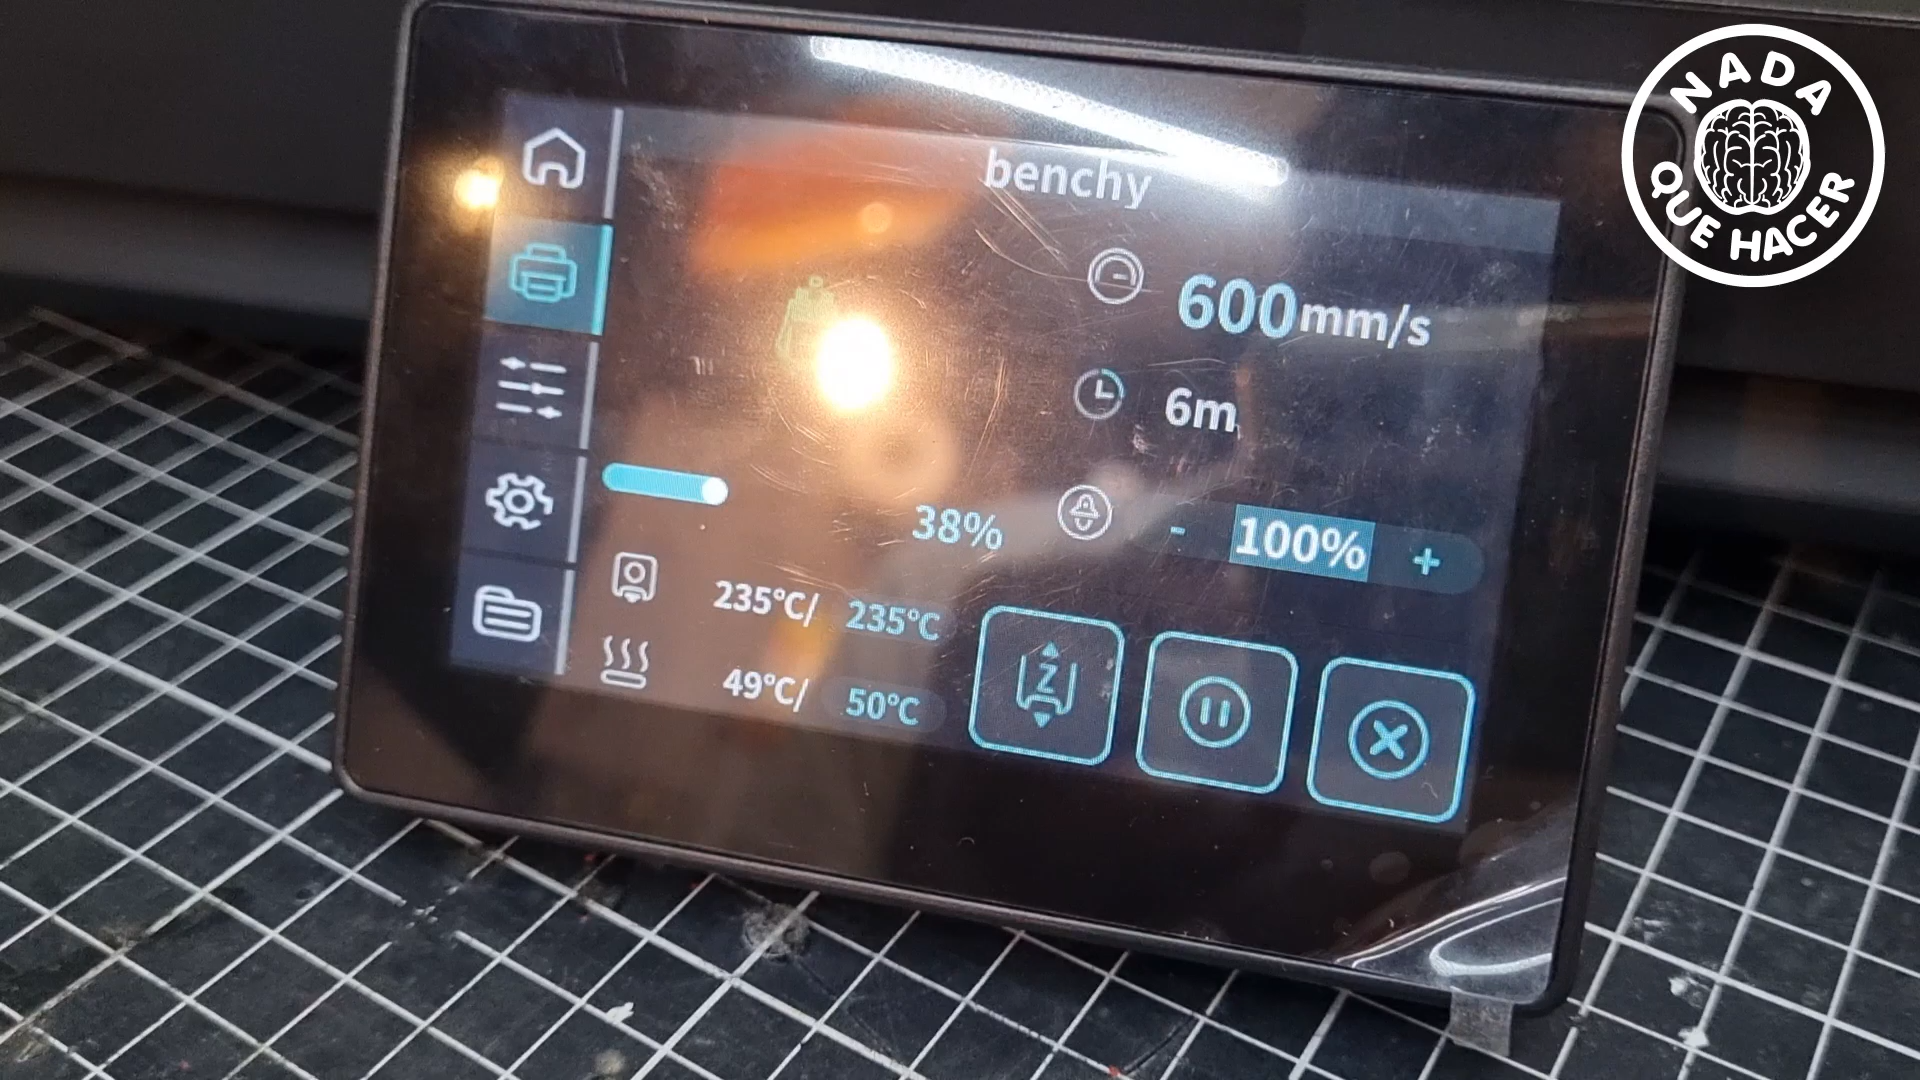 benchy
600mm/s
6m
38%
- 100% +
235°C/ 235°C
49°C/ 50°C
Z
NADA
QUE HACER